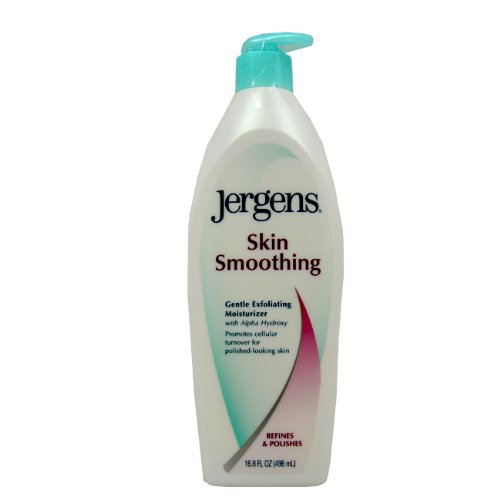 Jergens®
Skin
Smoothing
Gentle Exfoliating
Moisturizer
with Alpha Hydroxy
Promotes cellular
turnover for
polished-looking skin
REFINES
& POLISHES
16.8 FL OZ (496 mL)